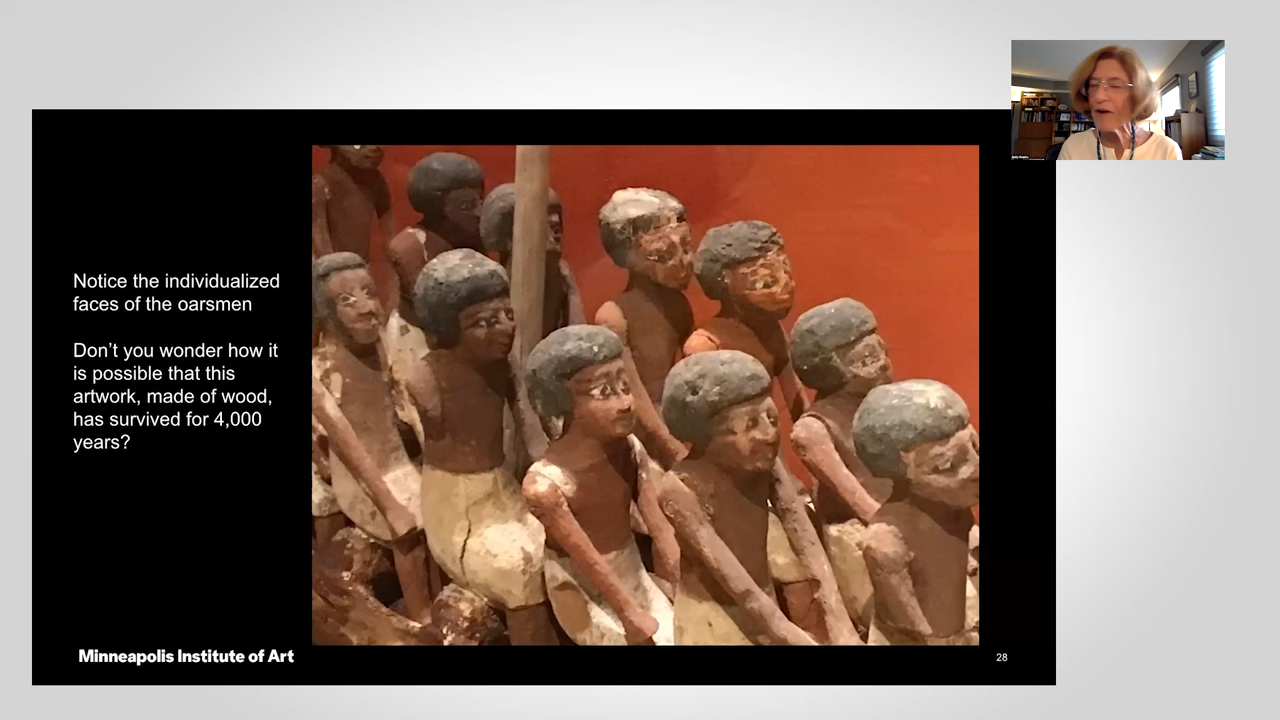 Notice the individualized
faces of the oarsmen
Don't you wonder how it
is possible that this
artwork, made of wood,
has survived for 4,000
years?
Minneapolis Institute of Art
28